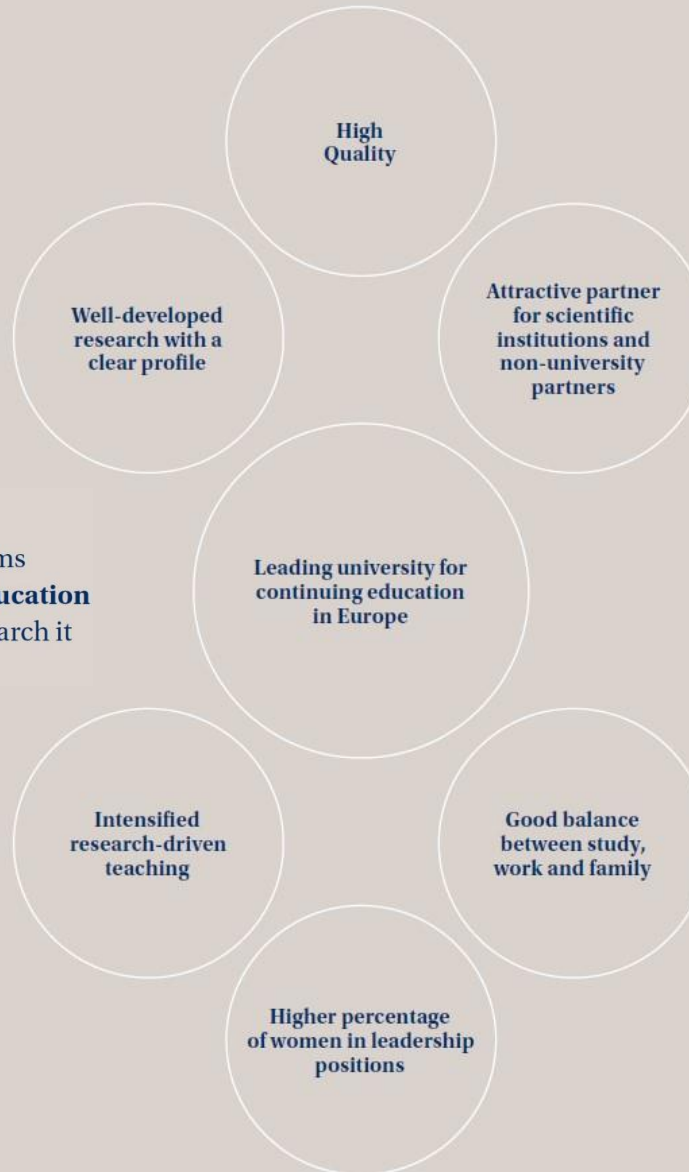 High
Quality
Well-developed
research with a
clear profile
Attractive partner
for scientific
institutions and
non-university
partners
Leading university for
continuing education
in Europe
arch it
Intensified
research-driven
teaching
Good balance
between study,
work and family
Higher percentage
of women in leadership
positions